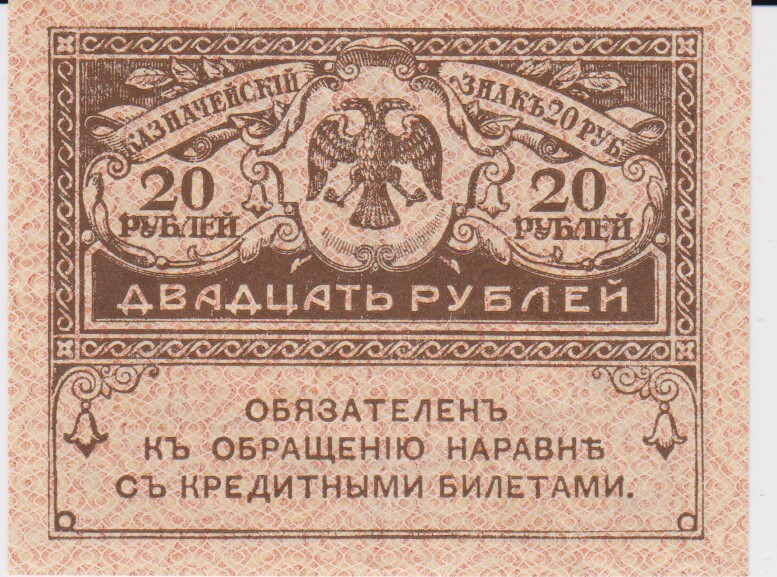 КАЗНАЧЕЙСКІЙ ЗНАКЪ 20 РУБ.
20 РУБЛЕЙ
20 РУБЛЕЙ
ДВАДЦАТЬ РУБЛЕЙ
ОБЯЗАТЕЛЕНЪ
КЪ ОБРАЩЕНІЮ НАРАВНѢ
СЪ КРЕДИТНЫМИ БИЛЕТАМИ.